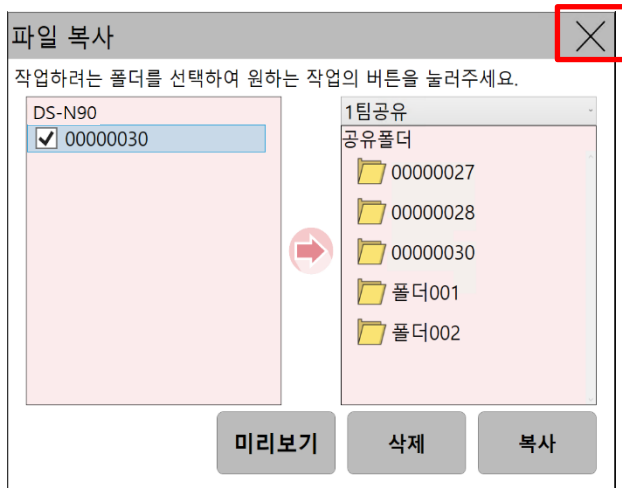 파일 복사
작업하려는 폴더를 선택하여 원하는 작업의 버튼을 눌러주세요.
DS-N90
00000030
1팀공유
공유폴더
00000027
00000028
00000030
폴더001
폴더002
미리보기
삭제
복사